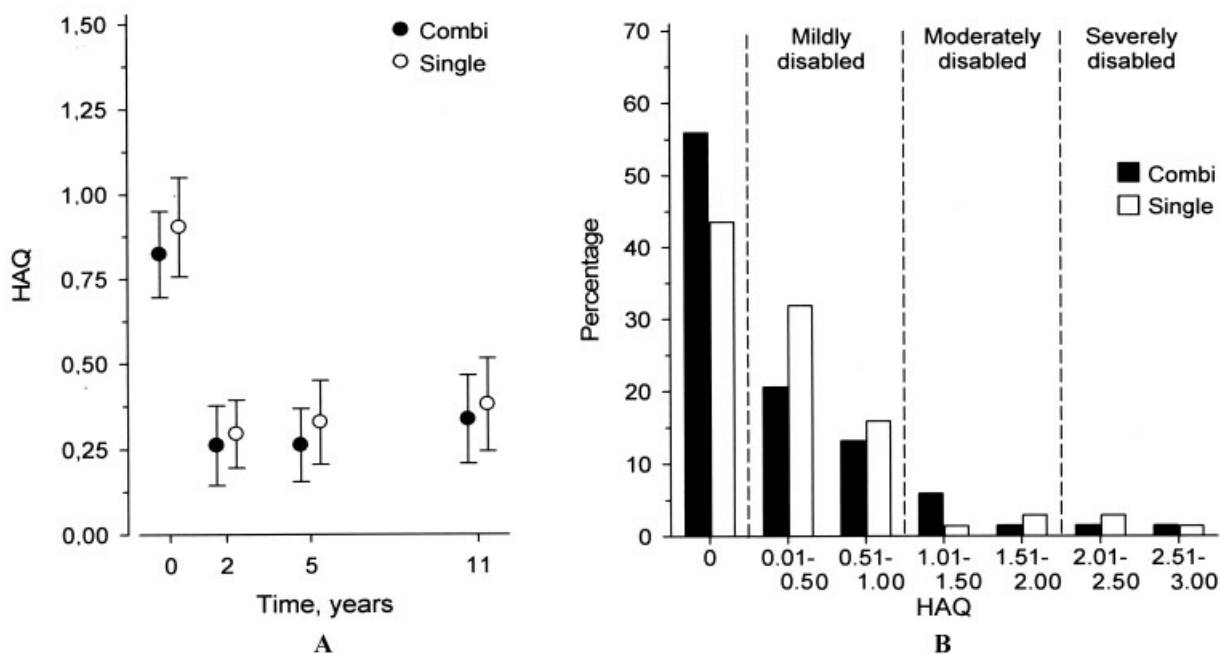 1,50
1,25
1,00
0,75
0,50
0,25
0,00
HAQ
Combi
Single
0 2 5 11
Time, years
A
70
60
50
40
30
20
10
0
Percentage
Mildly
disabled
Moderately
disabled
Severely
disabled
Combi
Single
0 0.01- 0.51- 1.01- 1.51- 2.01- 2.51-
0.50 1.00 1.50 2.00 2.50 3.00
HAQ
B